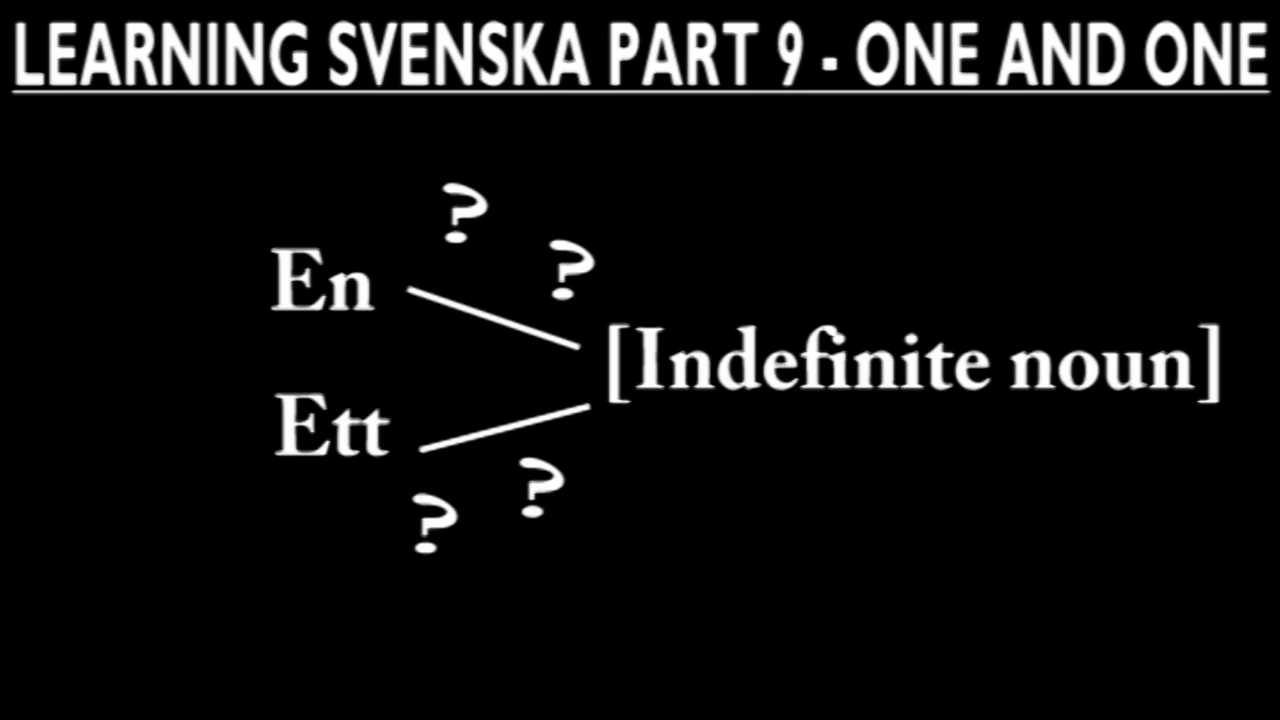 LEARNING SVENSKA PART 9 - ONE AND ONE
?
?
En
[Indefinite noun]
Ett
?
?